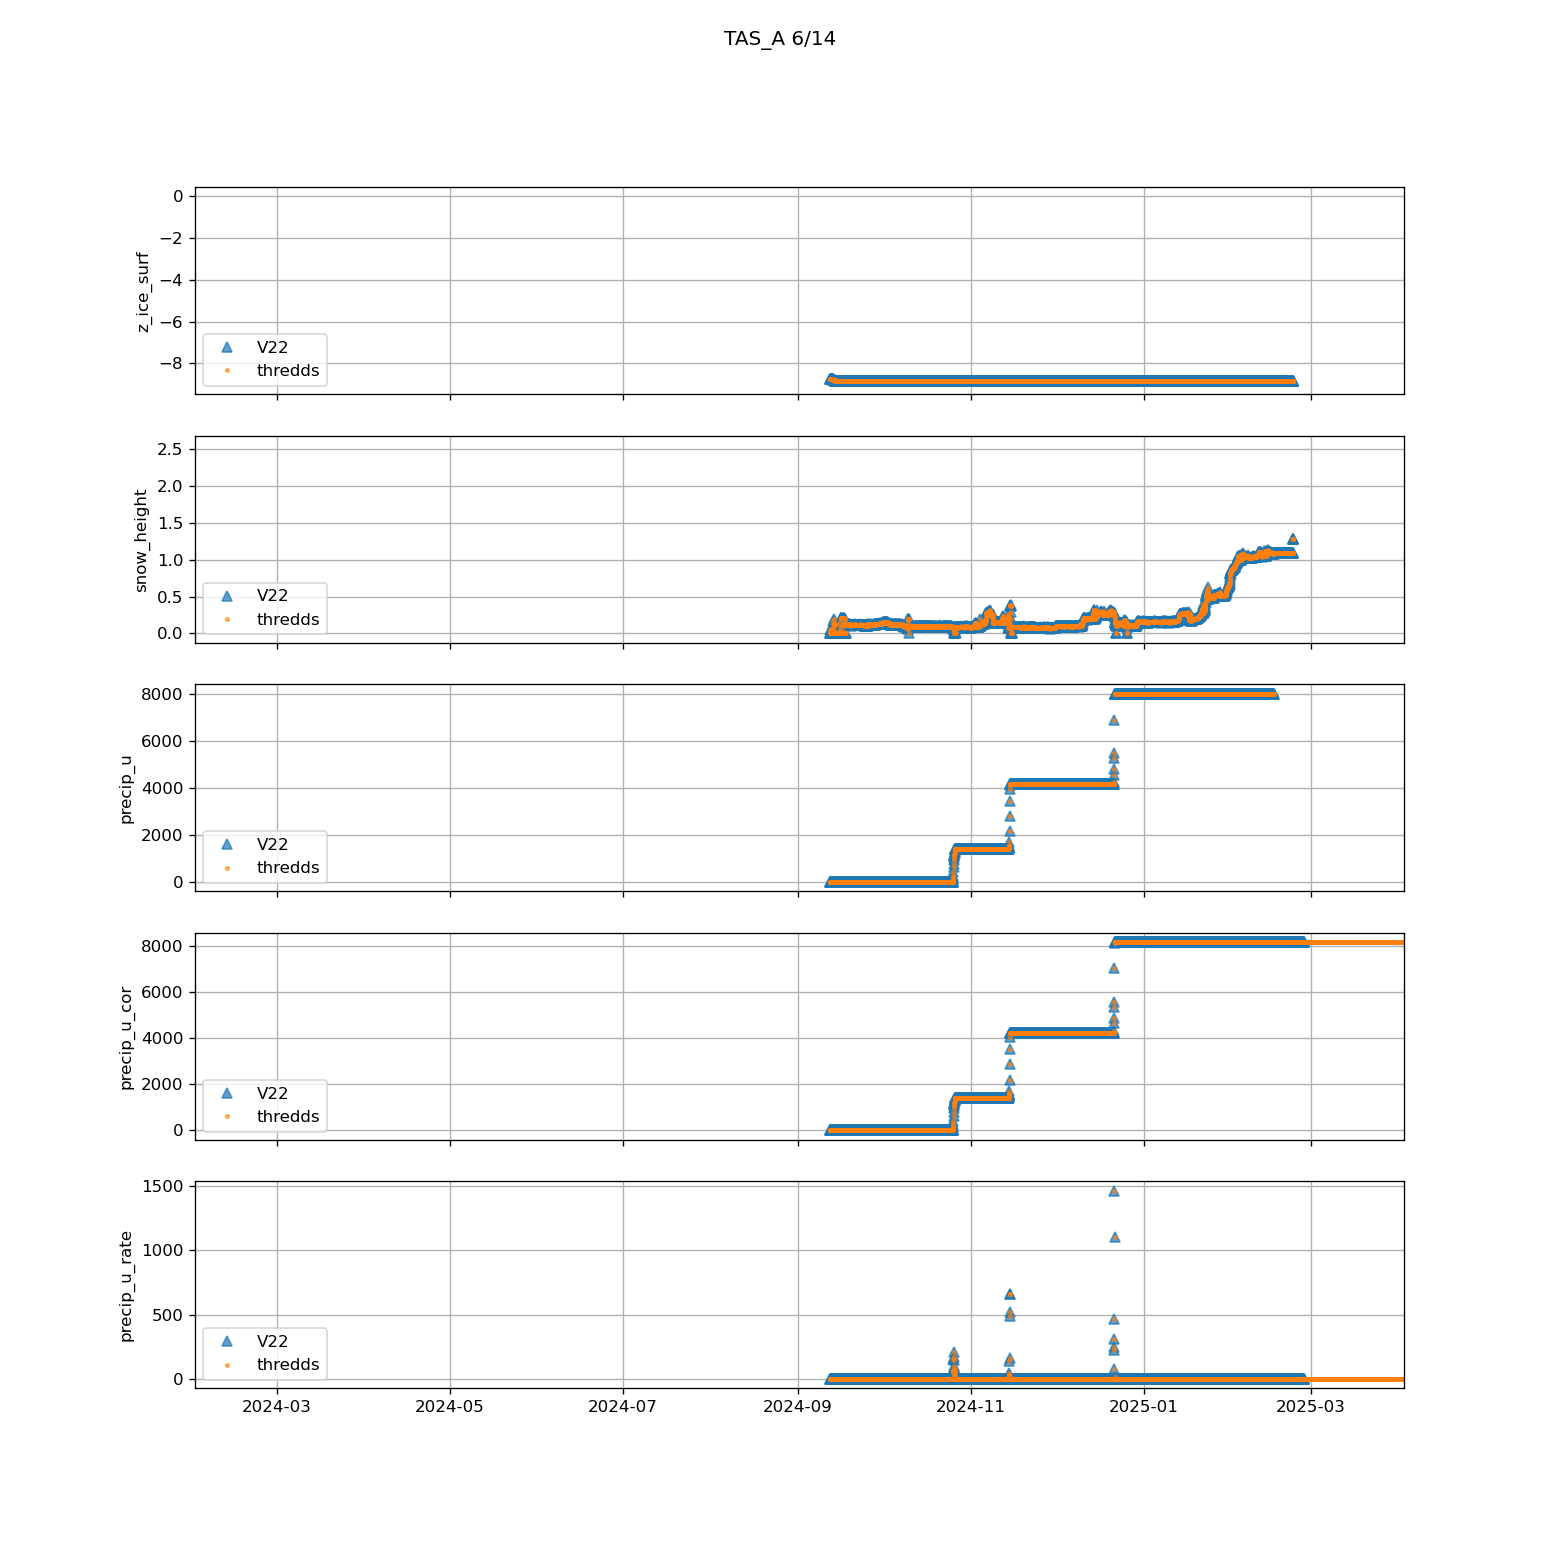 TAS_A 6/14
0
−2
−4
−6
−8
z_ice_surf
V22
thredds
2.5
2.0
1.5
1.0
0.5
0.0
snow_height
V22
thredds
8000
6000
4000
2000
0
precip_u
V22
thredds
8000
6000
4000
2000
0
precip_u_cor
V22
thredds
1500
1000
500
0
precip_u_rate
V22
thredds
2024-03
2024-05
2024-07
2024-09
2024-11
2025-01
2025-03